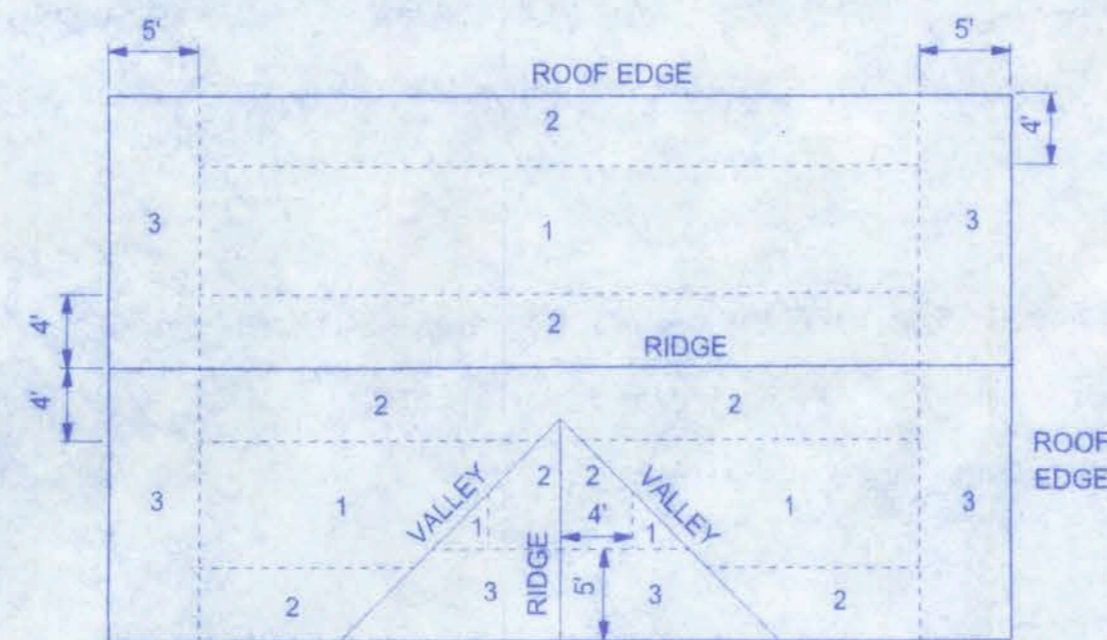 5' 5'
ROOF EDGE
2
4'
3 1 3
4' 2
RIDGE
4' 2 2
ROOF
EDGE
2 2
VALLEY VALLEY
3 1 1 3
1 4' 1
RIDGE
5'
2 3 3 2